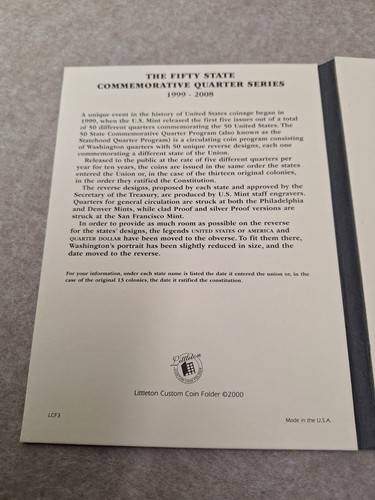 THE FIFTY STATE
COMMEMORATIVE QUARTER SERIES
1999 - 2008
A unique event in the history of United States coinage began in
1999, when the U.S. Mint released the first five issues out of a total
of 50 different quarters commemorating the 50 United States. The
50 State Commemorative Quarter Program (also known as the
Statehood Quarter Program) is a circulating coin program consisting
of Washington quarters with 50 unique reverse designs, each one
commemorating a different state of the Union.
Released to the public at the rate of five different quarters per
year for ten years, the coins are issued in the same order the states
entered the Union or, in the case of the thirteen original colonies,
in the order they ratified the Constitution.
The reverse designs, proposed by each state and approved by the
Secretary of the Treasury, are produced by U.S. Mint staff engravers.
Quarters for general circulation are struck at both the Philadelphia
and Denver Mints, while clad Proof and silver Proof versions are
struck at the San Francisco Mint.
In order to provide as much room as possible on the reverse
for the states' designs, the legends UNITED STATES OF AMERICA and
QUARTER DOLLAR have been moved to the obverse. To fit them there,
Washington's portrait has been slightly reduced in size, and the
date moved to the reverse.
For your information, under each state name is listed the date it entered the union or, in the
case of the original 13 colonies, the date it ratified the constitution.
Littleton
Littleton Custom Coin Folder ©2000
LCF3
Made in the U.S.A.